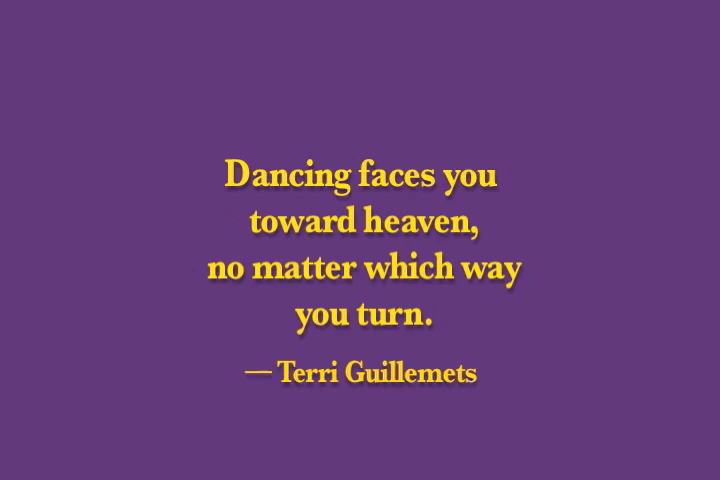 Dancing faces you
toward heaven,
no matter which way
you turn.
— Terri Guillemets